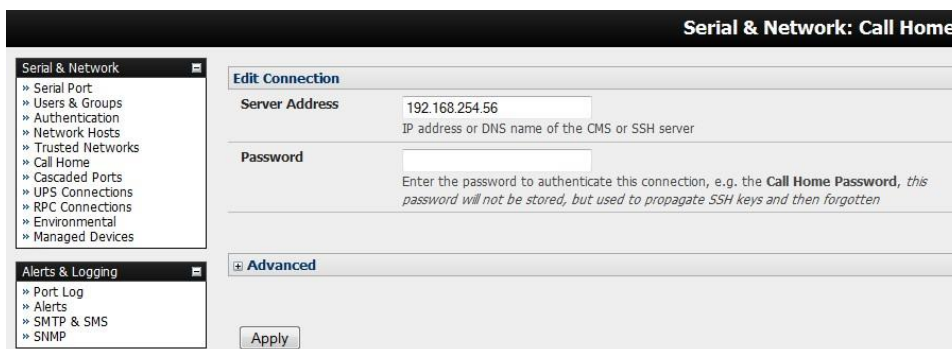 Serial & Network: Call Home
Serial & Network
» Serial Port
» Users & Groups
» Authentication
» Network Hosts
» Trusted Networks
» Call Home
» Cascaded Ports
» UPS Connections
» RPC Connections
» Environmental
» Managed Devices
Alerts & Logging
» Port Log
» Alerts
» SMTP & SMS
» SNMP
Edit Connection
Server Address
192.168.254.56
IP address or DNS name of the CMS or SSH server
Password
Enter the password to authenticate this connection, e.g. the Call Home Password, this
password will not be stored, but used to propagate SSH keys and then forgotten
Advanced
Apply